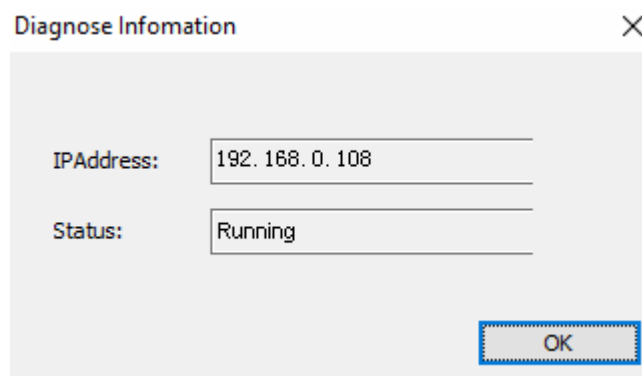 Diagnose Infomation
IPAddress: 192.168.0.108
Status: Running
OK